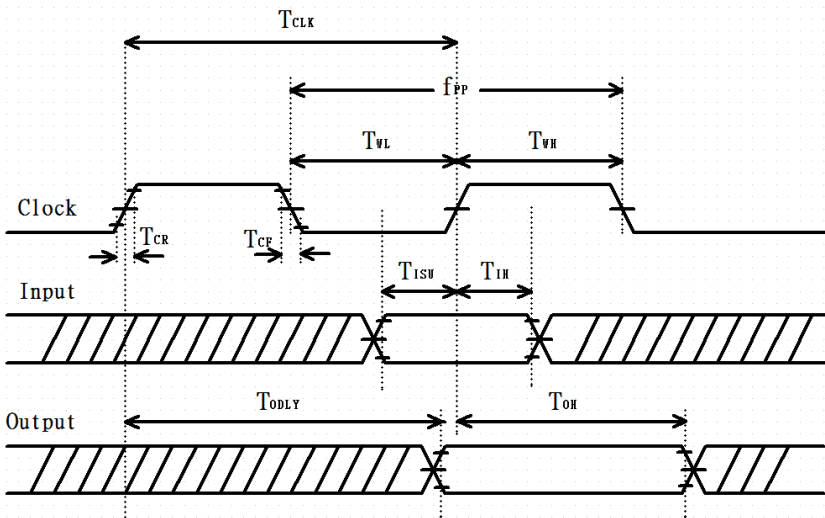 TCLK
fPP
TWL TWH
Clock
TCR TCF
TISU TIH
Input
TODLY TOH
Output